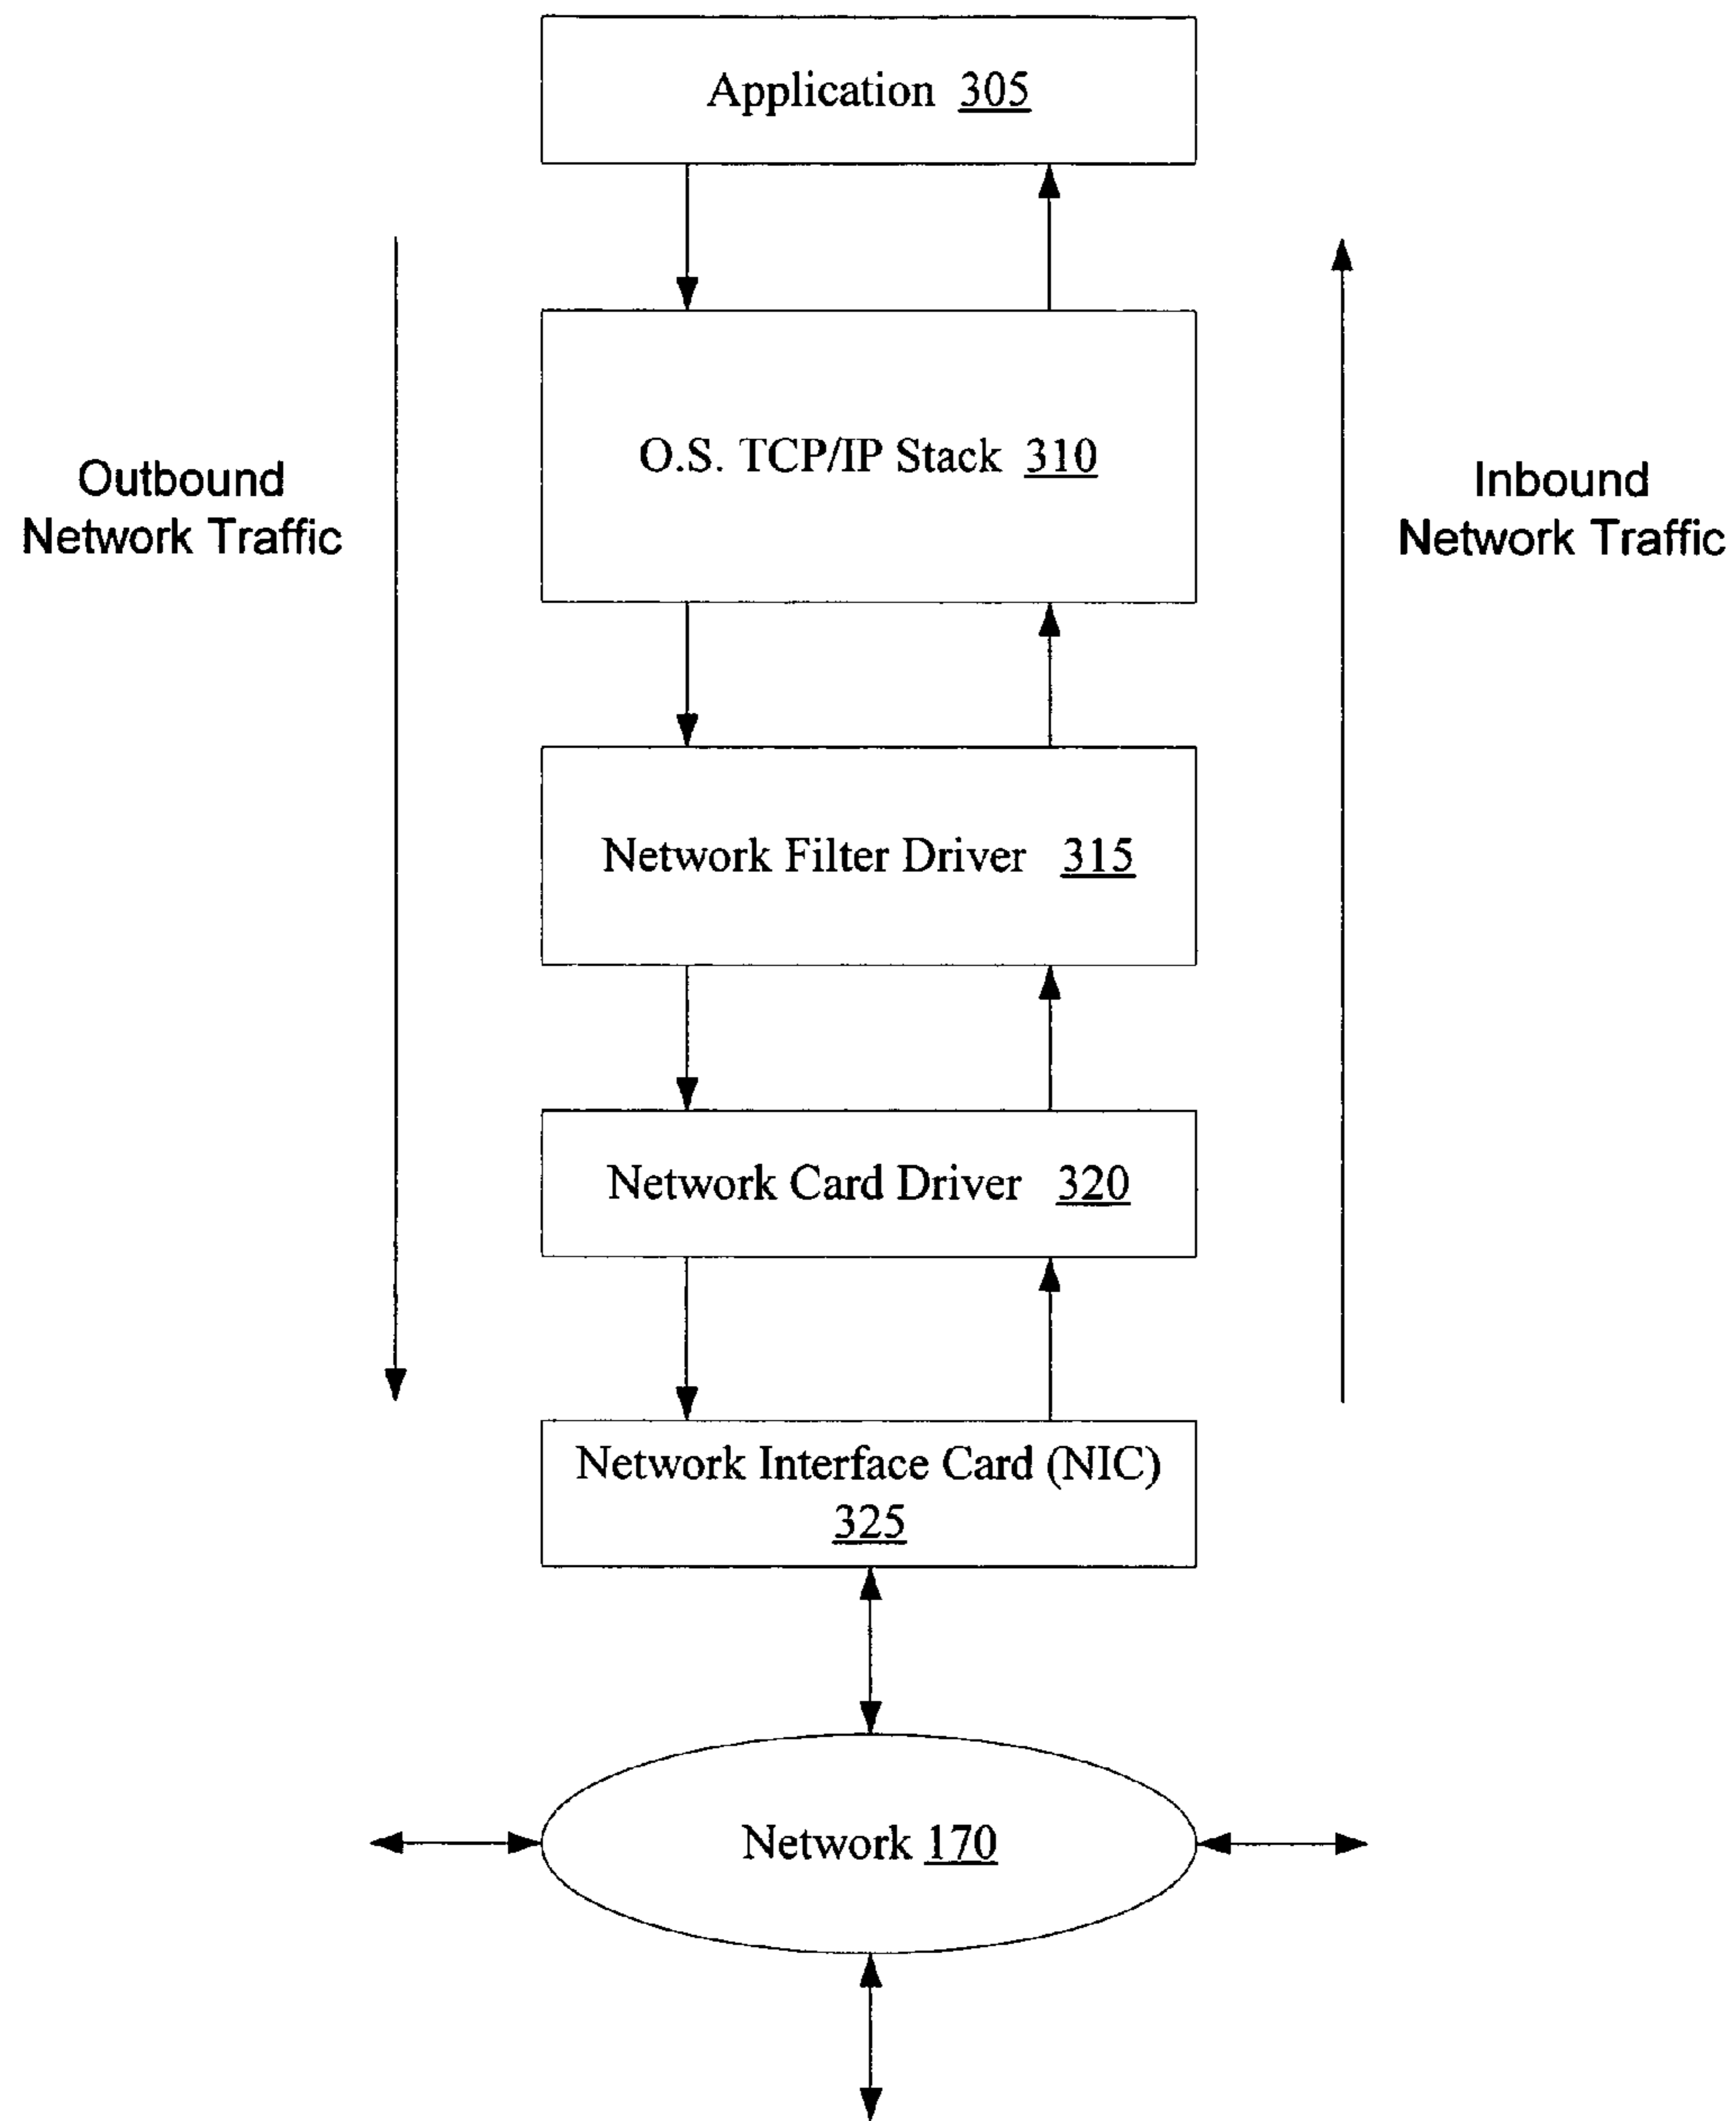 Application 305
O.S. TCP/IP Stack 310
Outbound
Network Traffic
Inbound
Network Traffic
Network Filter Driver 315
Network Card Driver 320
Network Interface Card (NIC)
325
Network 170